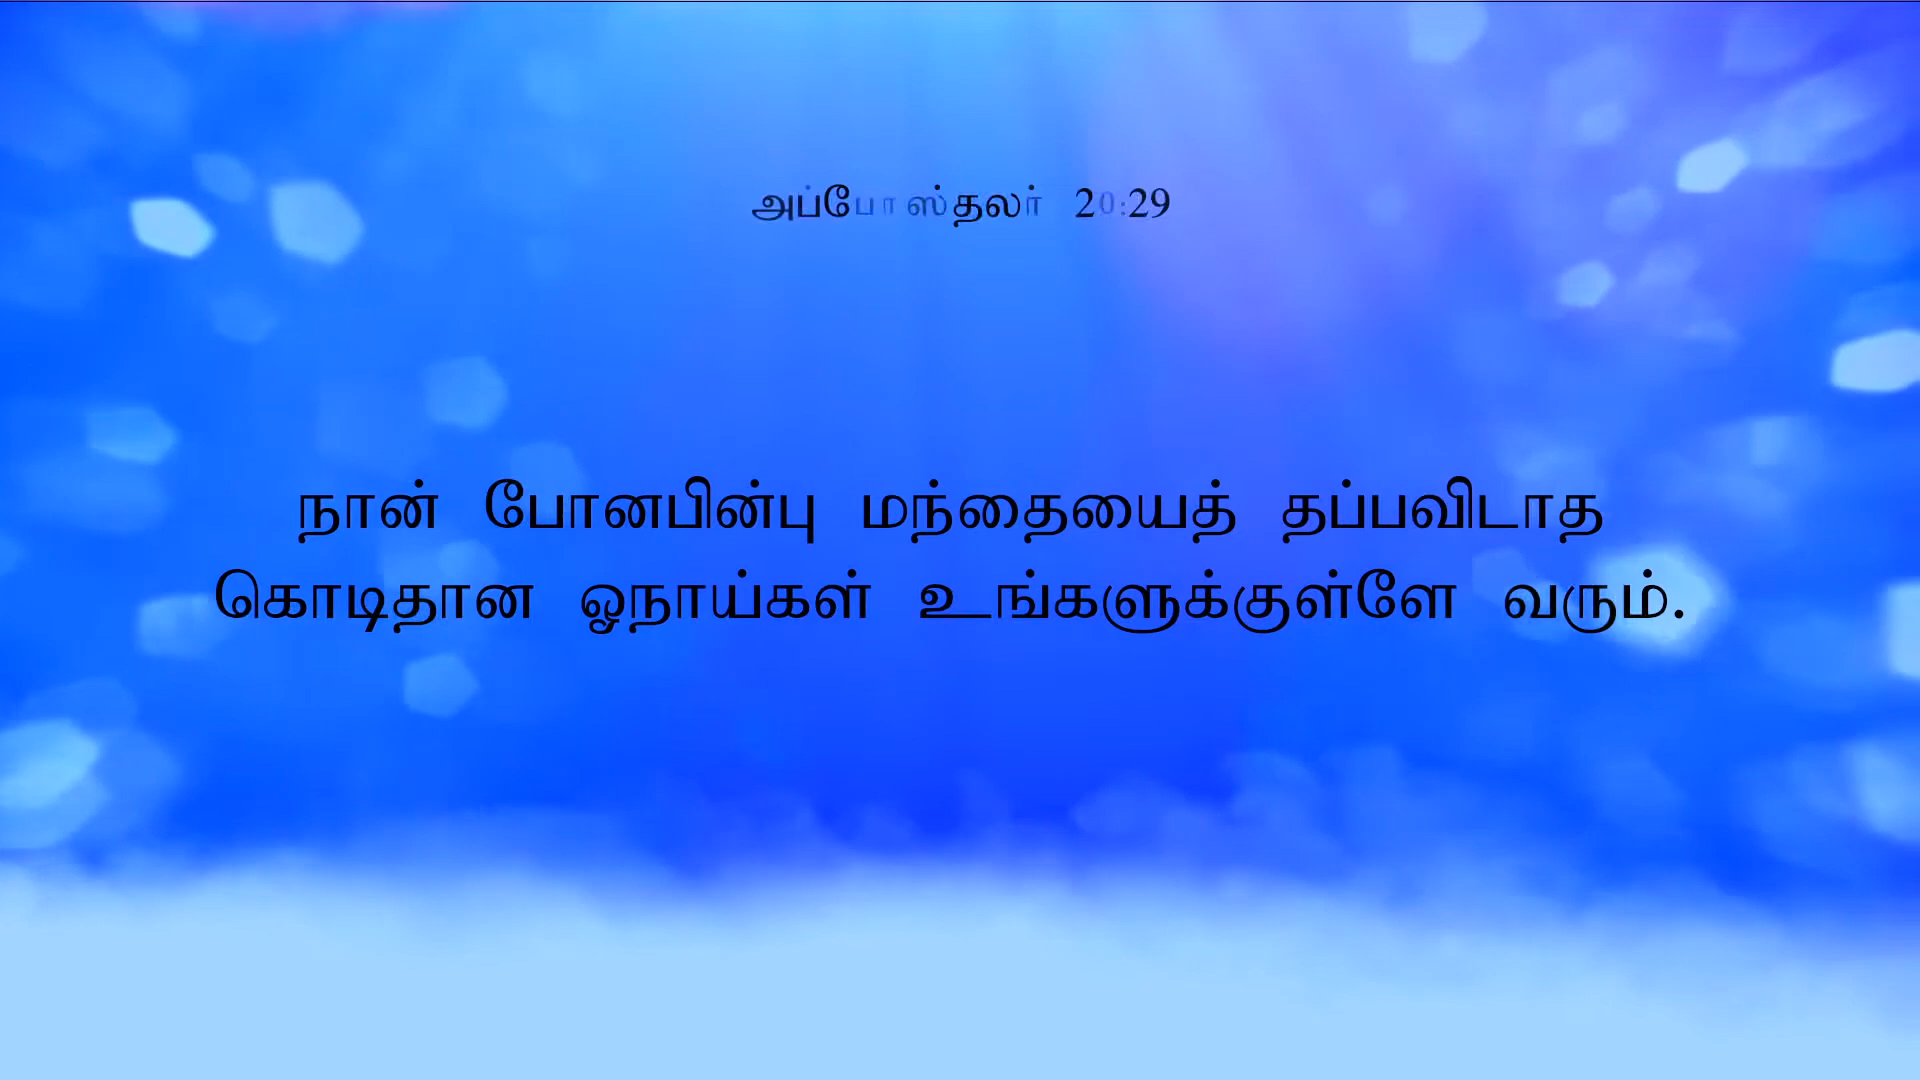 அப்போஸ்தலர் 20:29
நான் போனபின்பு மந்தையைத் தப்பவிடாத
கொடிதான ஓநாய்கள் உங்களுக்குள்ளே வரும்.